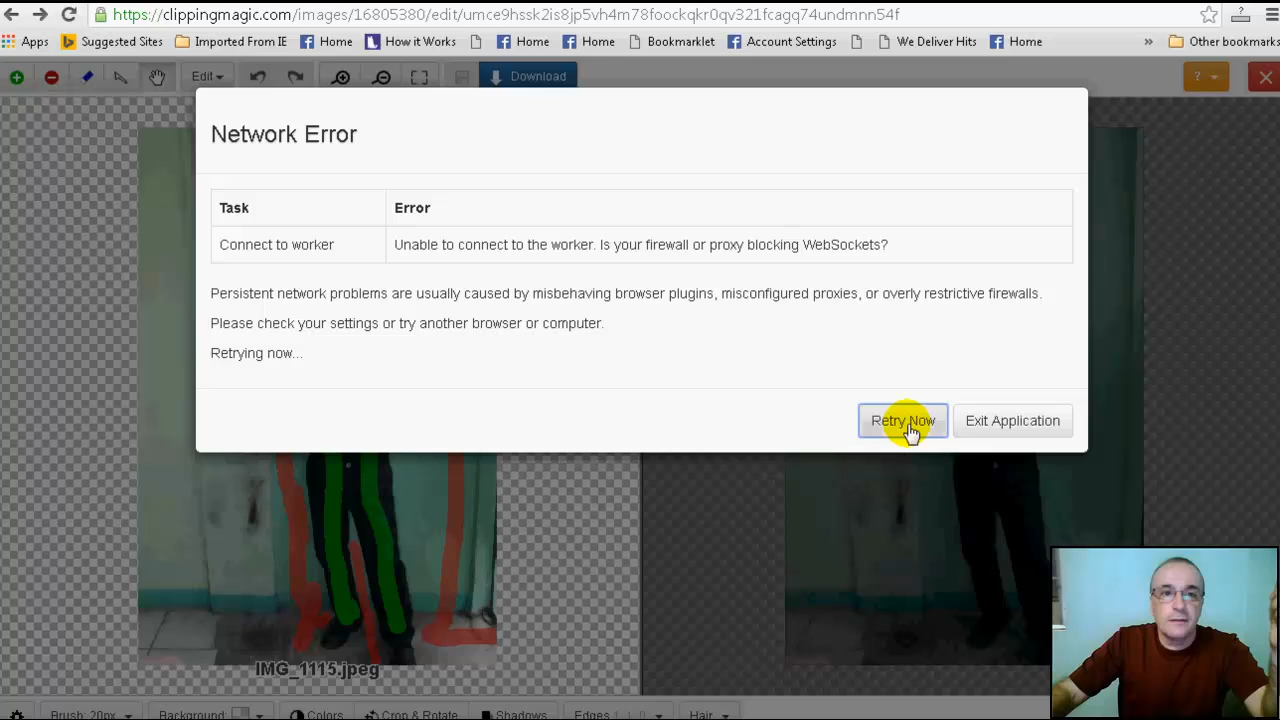 https://clippingmagic.com/images/16805380/edit/umce9hssk2is8jp5vh4m78foockqkr0qv321fcagq74undmnn54f
Apps Suggested Sites Imported From IE Home How it Works Home Home Bookmarklet Account Settings We Deliver Hits Home » Other bookmarks
Edit Download ?
Network Error
Task Error
Connect to worker Unable to connect to the worker. Is your firewall or proxy blocking WebSockets?
Persistent network problems are usually caused by misbehaving browser plugins, misconfigured proxies, or overly restrictive firewalls.
Please check your settings or try another browser or computer.
Retrying now...
Retry Now Exit Application
IMG_1115.jpeg
Brush: 20px Background: Colors Crop & Rotate Shadows Edges Hair